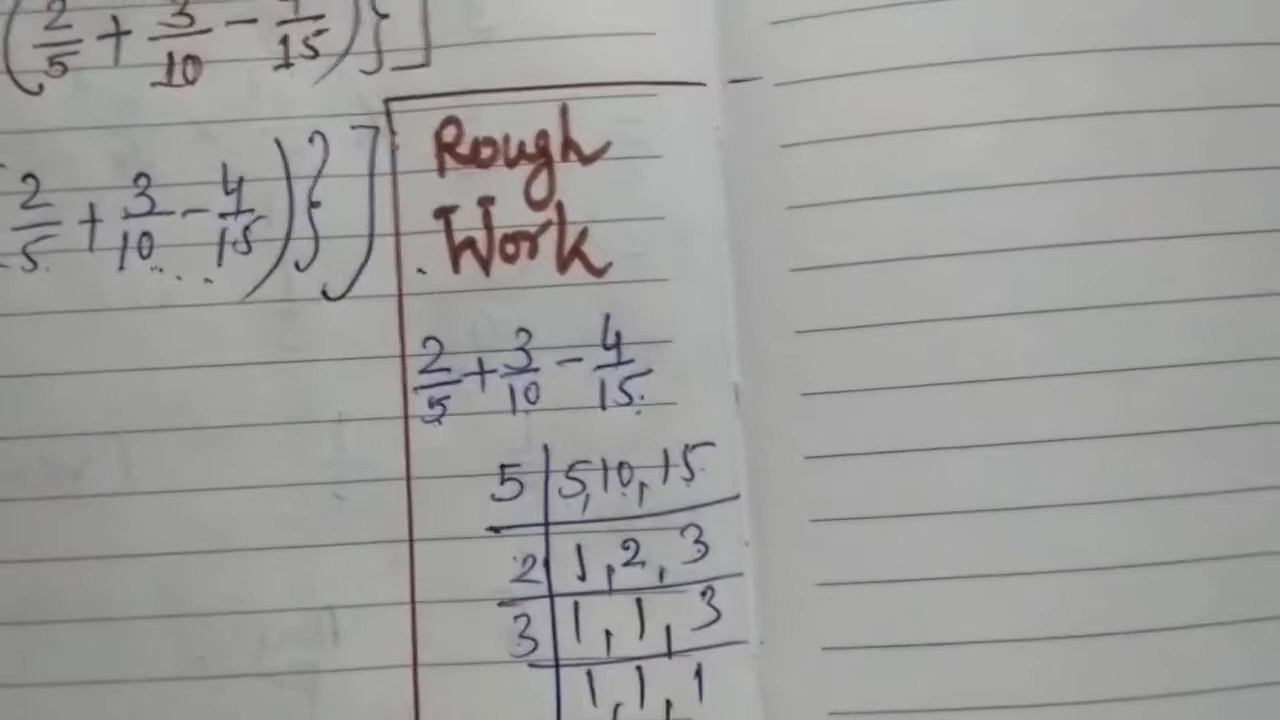 (2/5 + 3/10 - 4/15)}]
2/5 + 3/10 - 4/15)}]
Rough
Work
2/5 + 3/10 - 4/15
5 | 5, 10, 15
2 | 1, 2, 3
3 | 1, 1, 3
1, 1, 1